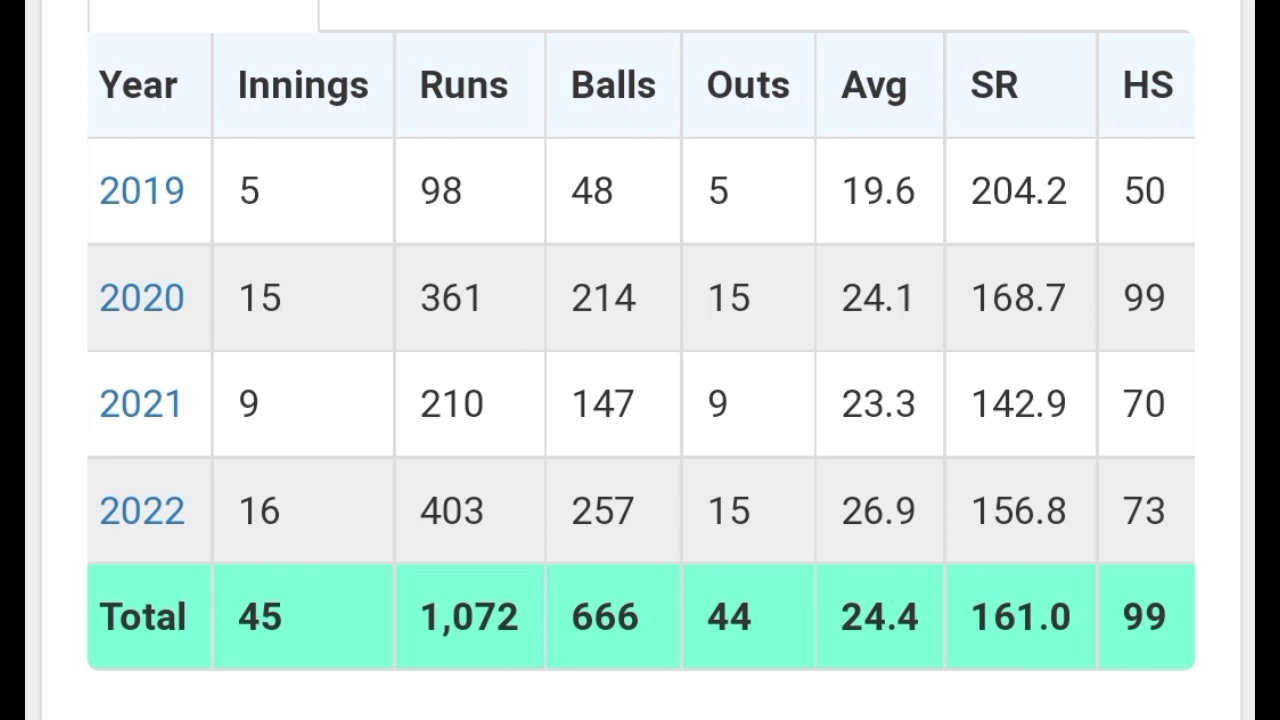 Year Innings Runs Balls Outs Avg SR HS
2019 5 98 48 5 19.6 204.2 50
2020 15 361 214 15 24.1 168.7 99
2021 9 210 147 9 23.3 142.9 70
2022 16 403 257 15 26.9 156.8 73
Total 45 1,072 666 44 24.4 161.0 99